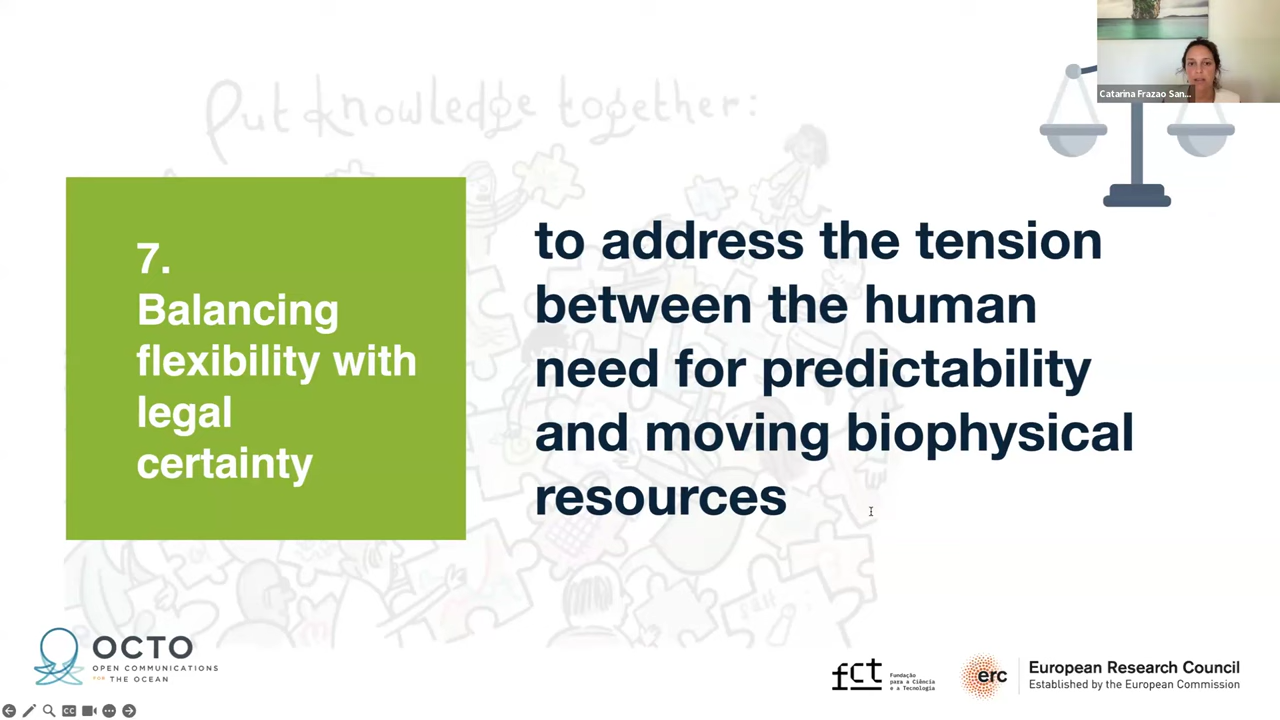 Put knowledge together:
Catarina Frazao San...
7.
Balancing
flexibility with
legal
certainty
to address the tension
between the human
need for predictability
and moving biophysical
resources
OCTO
OPEN COMMUNICATIONS
FOR THE OCEAN
fct
Fundação
para a Ciência
e a Tecnologia
erc
European Research Council
Established by the European Commission
CC